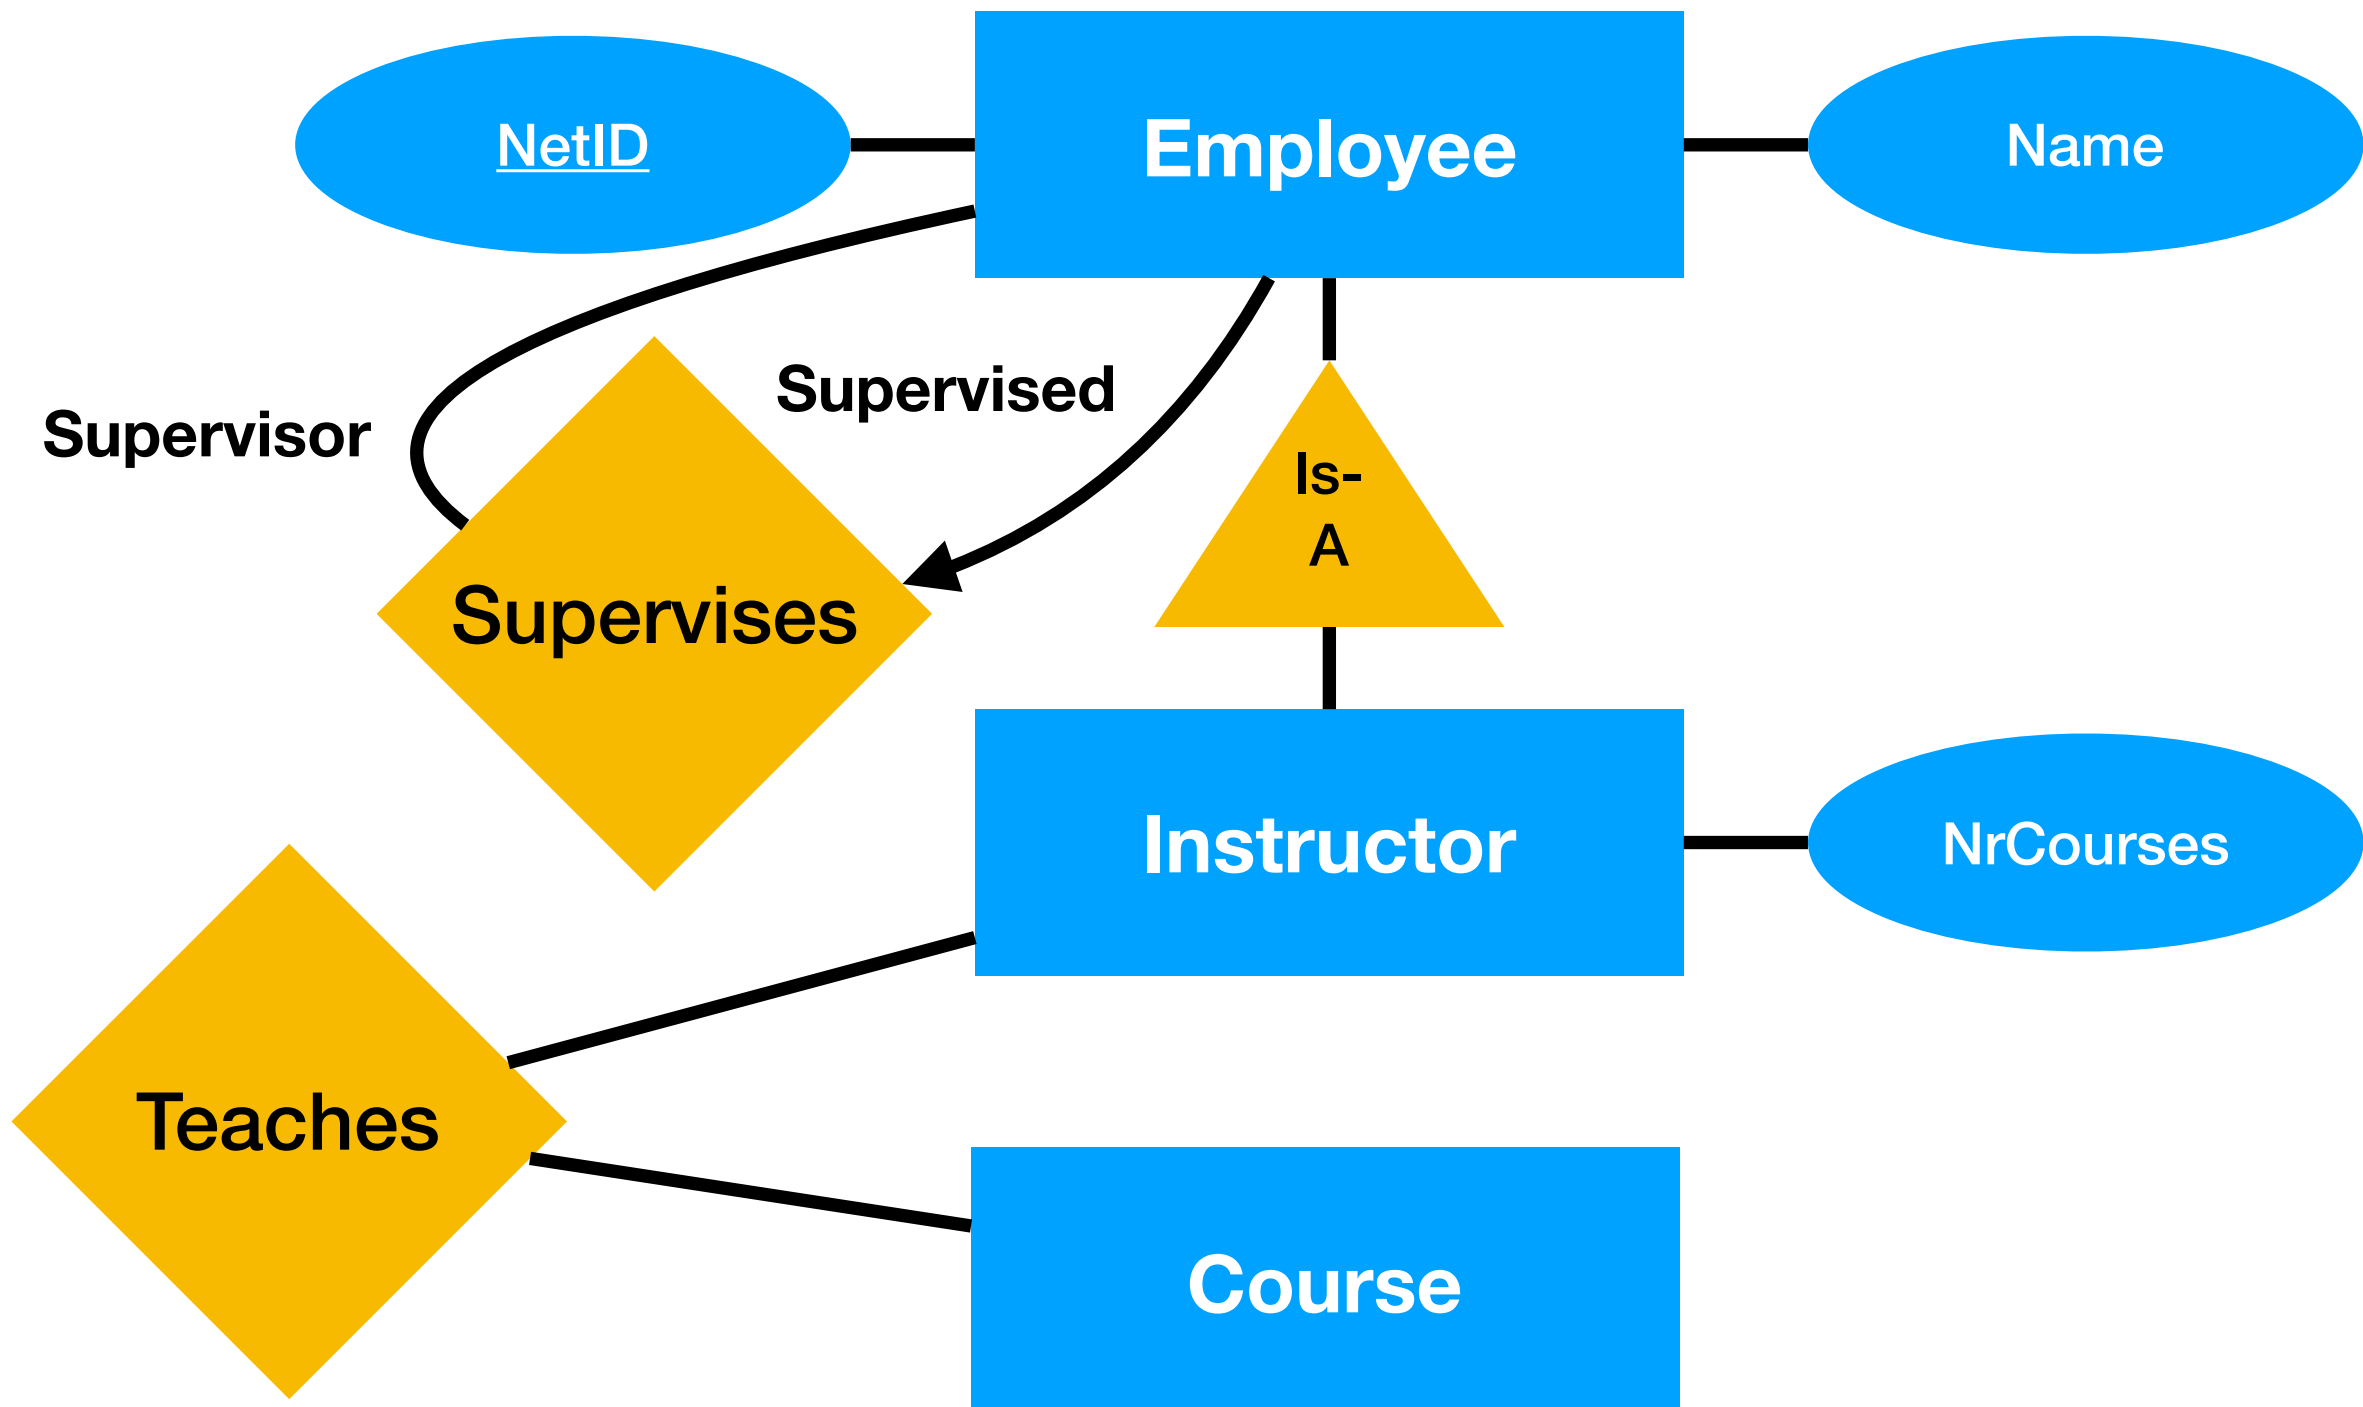 NetID
Employee
Name
Supervised
Supervisor
Is-
A
Supervises
Instructor
NrCourses
Teaches
Course